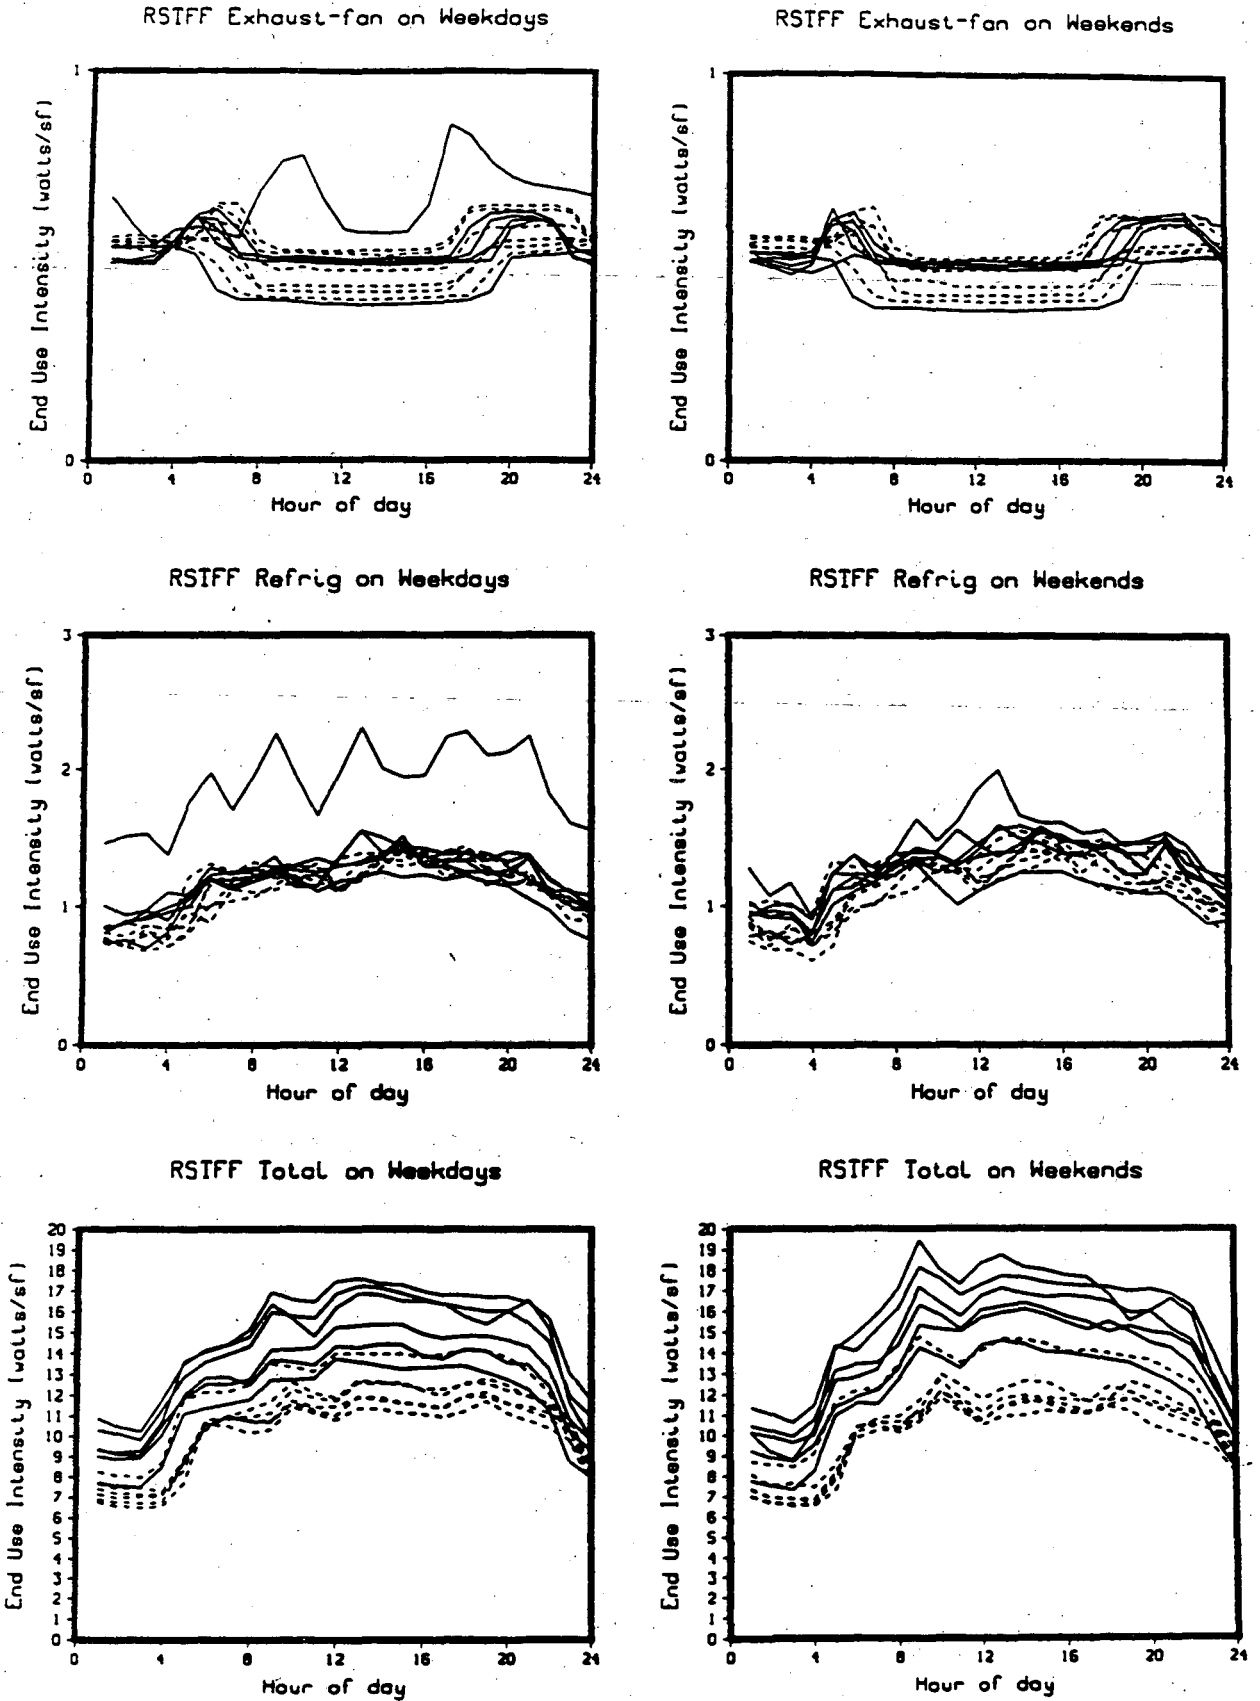 RSTFF Exhaust-fan on Weekdays
RSTFF Exhaust-fan on Weekends
End Use Intensity (watts/sf)
1
0
0 4 8 12 16 20 24
Hour of day
End Use Intensity (watts/sf)
1
0
0 4 8 12 16 20 24
Hour of day
RSTFF Refrig on Weekdays
RSTFF Refrig on Weekends
End Use Intensity (watts/sf)
3
2
1
0
0 4 8 12 16 20 24
Hour of day
End Use Intensity (watts/sf)
3
2
1
0
0 4 8 12 16 20 24
Hour of day
RSTFF Total on Weekdays
RSTFF Total on Weekends
End Use Intensity (watts/sf)
20
19
18
17
16
15
14
13
12
11
10
9
8
7
6
5
4
3
2
1
0
0 4 8 12 16 20 24
Hour of day
End Use Intensity (watts/sf)
20
19
18
17
16
15
14
13
12
11
10
9
8
7
6
5
4
3
2
1
0
0 4 8 12 16 20 24
Hour of day